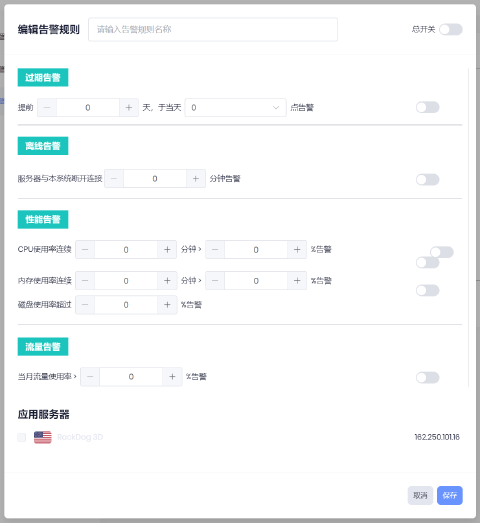 编辑告警规则 请输入告警规则名称 总开关
过期告警
提前 — 0 + 天，于当天 0 点告警
离线告警
服务器与本系统断开连接 — 0 + 分钟告警
性能告警
CPU使用率连续 — 0 + 分钟 > — 0 + %告警
内存使用率连续 — 0 + 分钟 > — 0 + %告警
磁盘使用率超过 — 0 + %告警
流量告警
当月流量使用率 > — 0 + %告警
应用服务器
RackDog SD 162.250.101.16
取消 保存